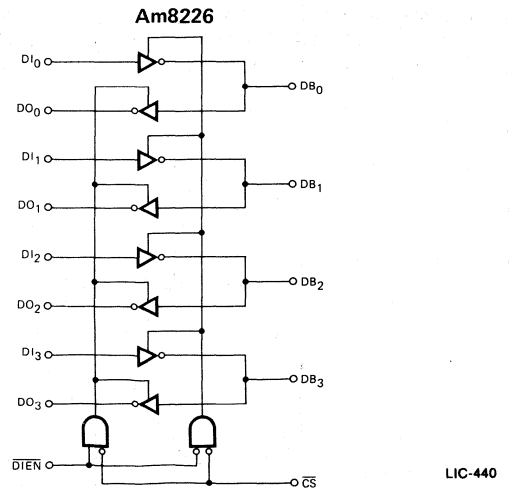 Am8226
DI0
DB0
DO0
DI1
DB1
DO1
DI2
DB2
DO2
DI3
DB3
DO3
DIEN
CS
LIC-440